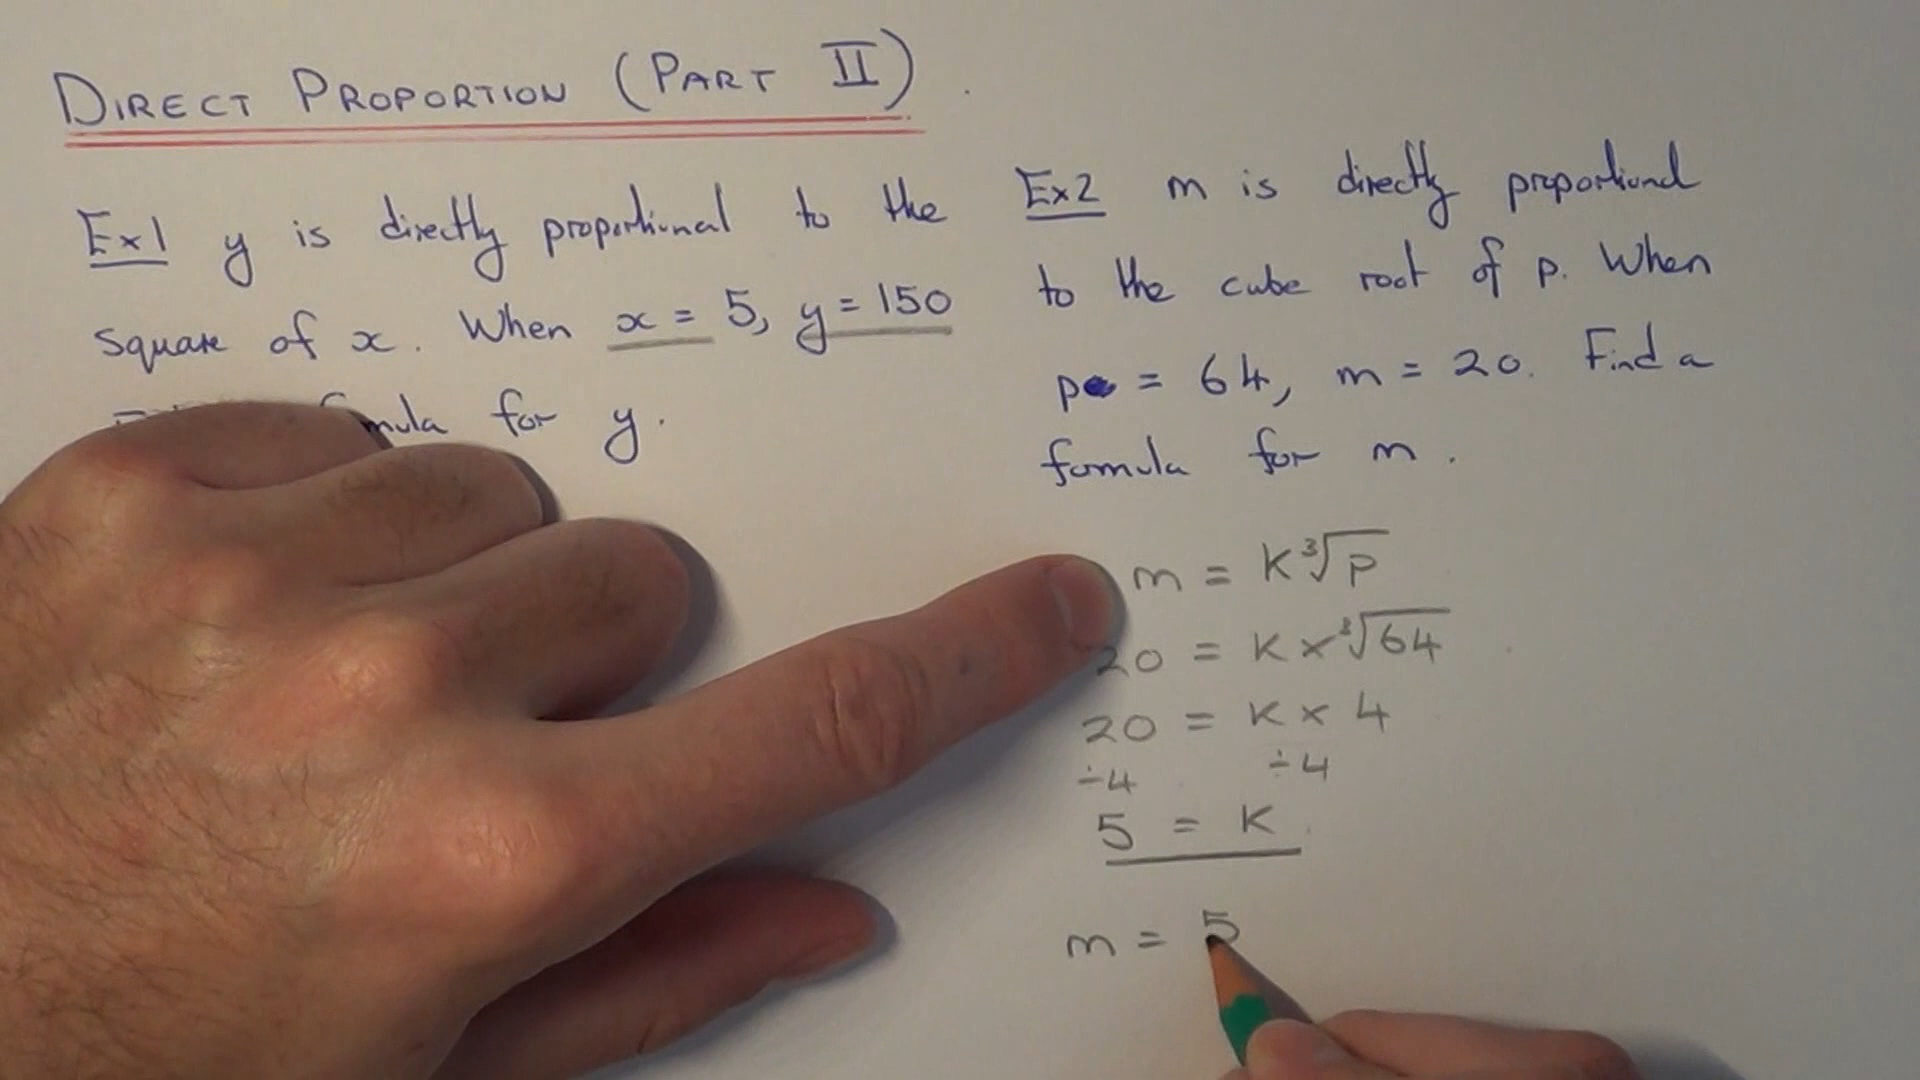 DIRECT PROPORTION (PART II)
Ex1 y is directly proportional to the
square of x. When x = 5, y = 150
for y.
Ex2 m is directly proportional
to the cube root of p. When
p = 64, m = 20. Find a
formula for m.
m = K∛P
20 = K × ∛64
20 = K × 4
÷4 ÷4
5 = K
m = 5